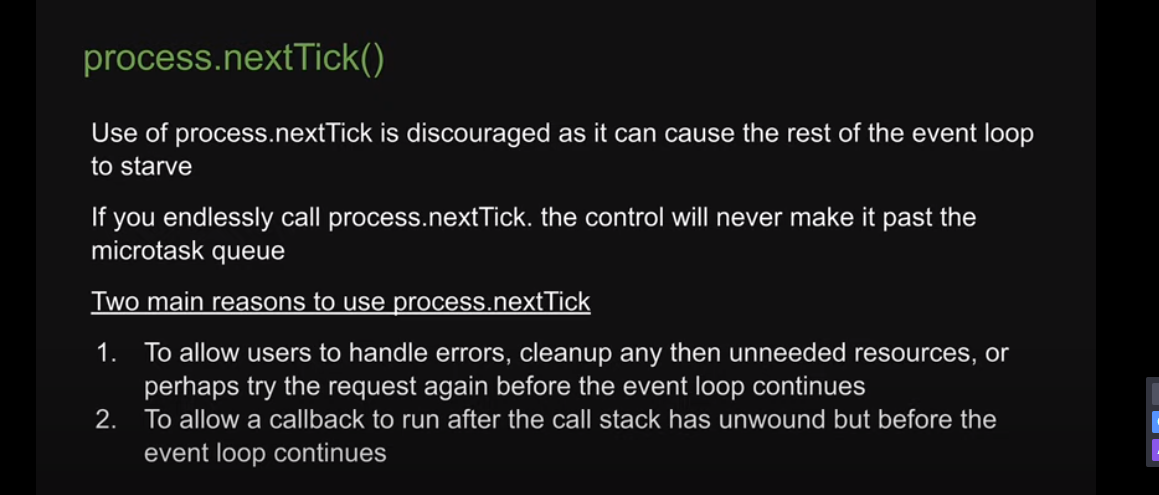 process.nextTick()
Use of process.nextTick is discouraged as it can cause the rest of the event loop
to starve
If you endlessly call process.nextTick. the control will never make it past the
microtask queue
Two main reasons to use process.nextTick
1. To allow users to handle errors, cleanup any then unneeded resources, or
perhaps try the request again before the event loop continues
2. To allow a callback to run after the call stack has unwound but before the
event loop continues